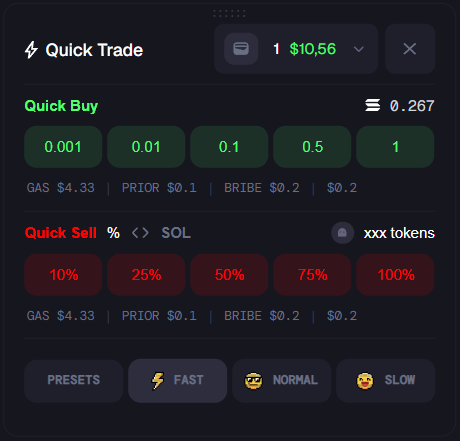 Quick Trade 1 $10,56
Quick Buy 0.267
0.001 0.01 0.1 0.5 1
GAS $4.33 | PRIOR $0.1 | BRIBE $0.2 | $0.2
Quick Sell % <> SOL xxx tokens
10% 25% 50% 75% 100%
GAS $4.33 | PRIOR $0.1 | BRIBE $0.2 | $0.2
PRESETS FAST NORMAL SLOW